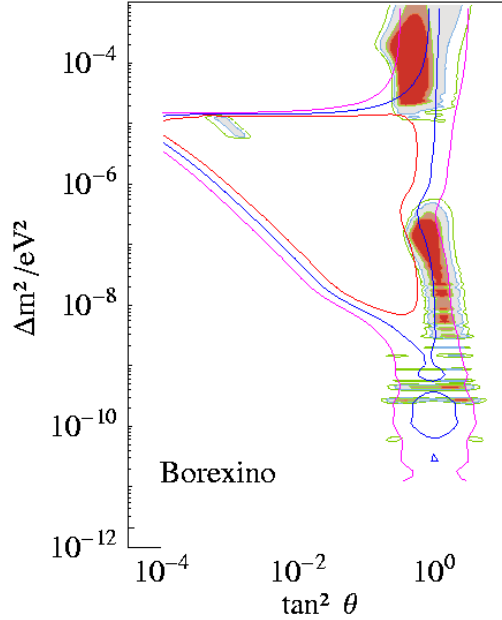 Δm² /eV²
10⁻⁴
10⁻⁶
10⁻⁸
10⁻¹⁰
10⁻¹²
Borexino
10⁻⁴ 10⁻² 10⁰
tan² θ